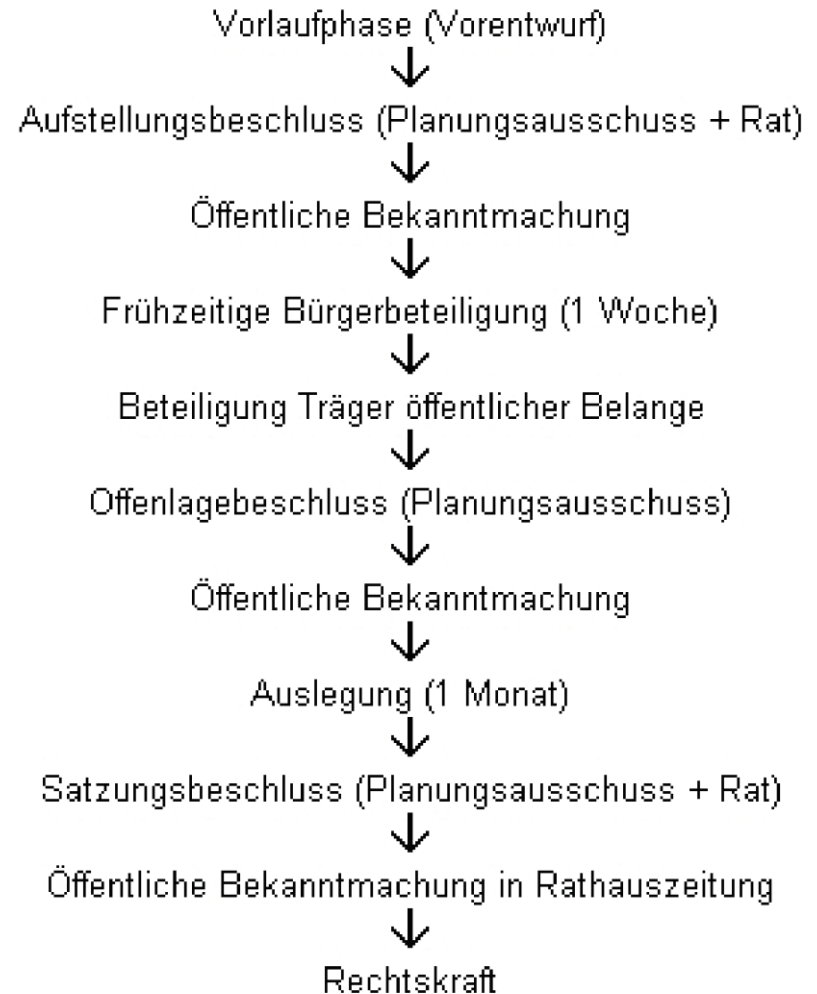 Vorlaufphase (Vorentwurf)
Aufstellungsbeschluss (Planungsausschuss + Rat)
Öffentliche Bekanntmachung
Frühzeitige Bürgerbeteiligung (1 Woche)
Beteiligung Träger öffentlicher Belange
Offenlagebeschluss (Planungsausschuss)
Öffentliche Bekanntmachung
Auslegung (1 Monat)
Satzungsbeschluss (Planungsausschuss + Rat)
Öffentliche Bekanntmachung in Rathauszeitung
Rechtskraft